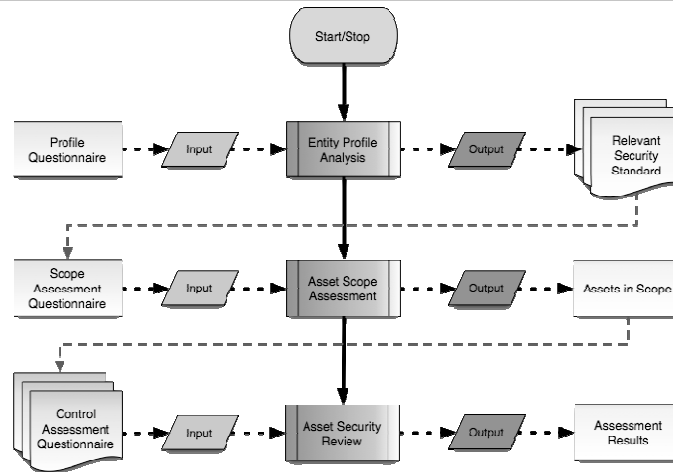 Start/Stop
Profile
Questionnaire
Input
Entity Profile
Analysis
Output
Relevant
Security
Standard
Scope
Assessment
Questionnaire
Input
Asset Scope
Assessment
Output
Assets in Scope
Control
Assessment
Questionnaire
Input
Asset Security
Review
Output
Assessment
Results